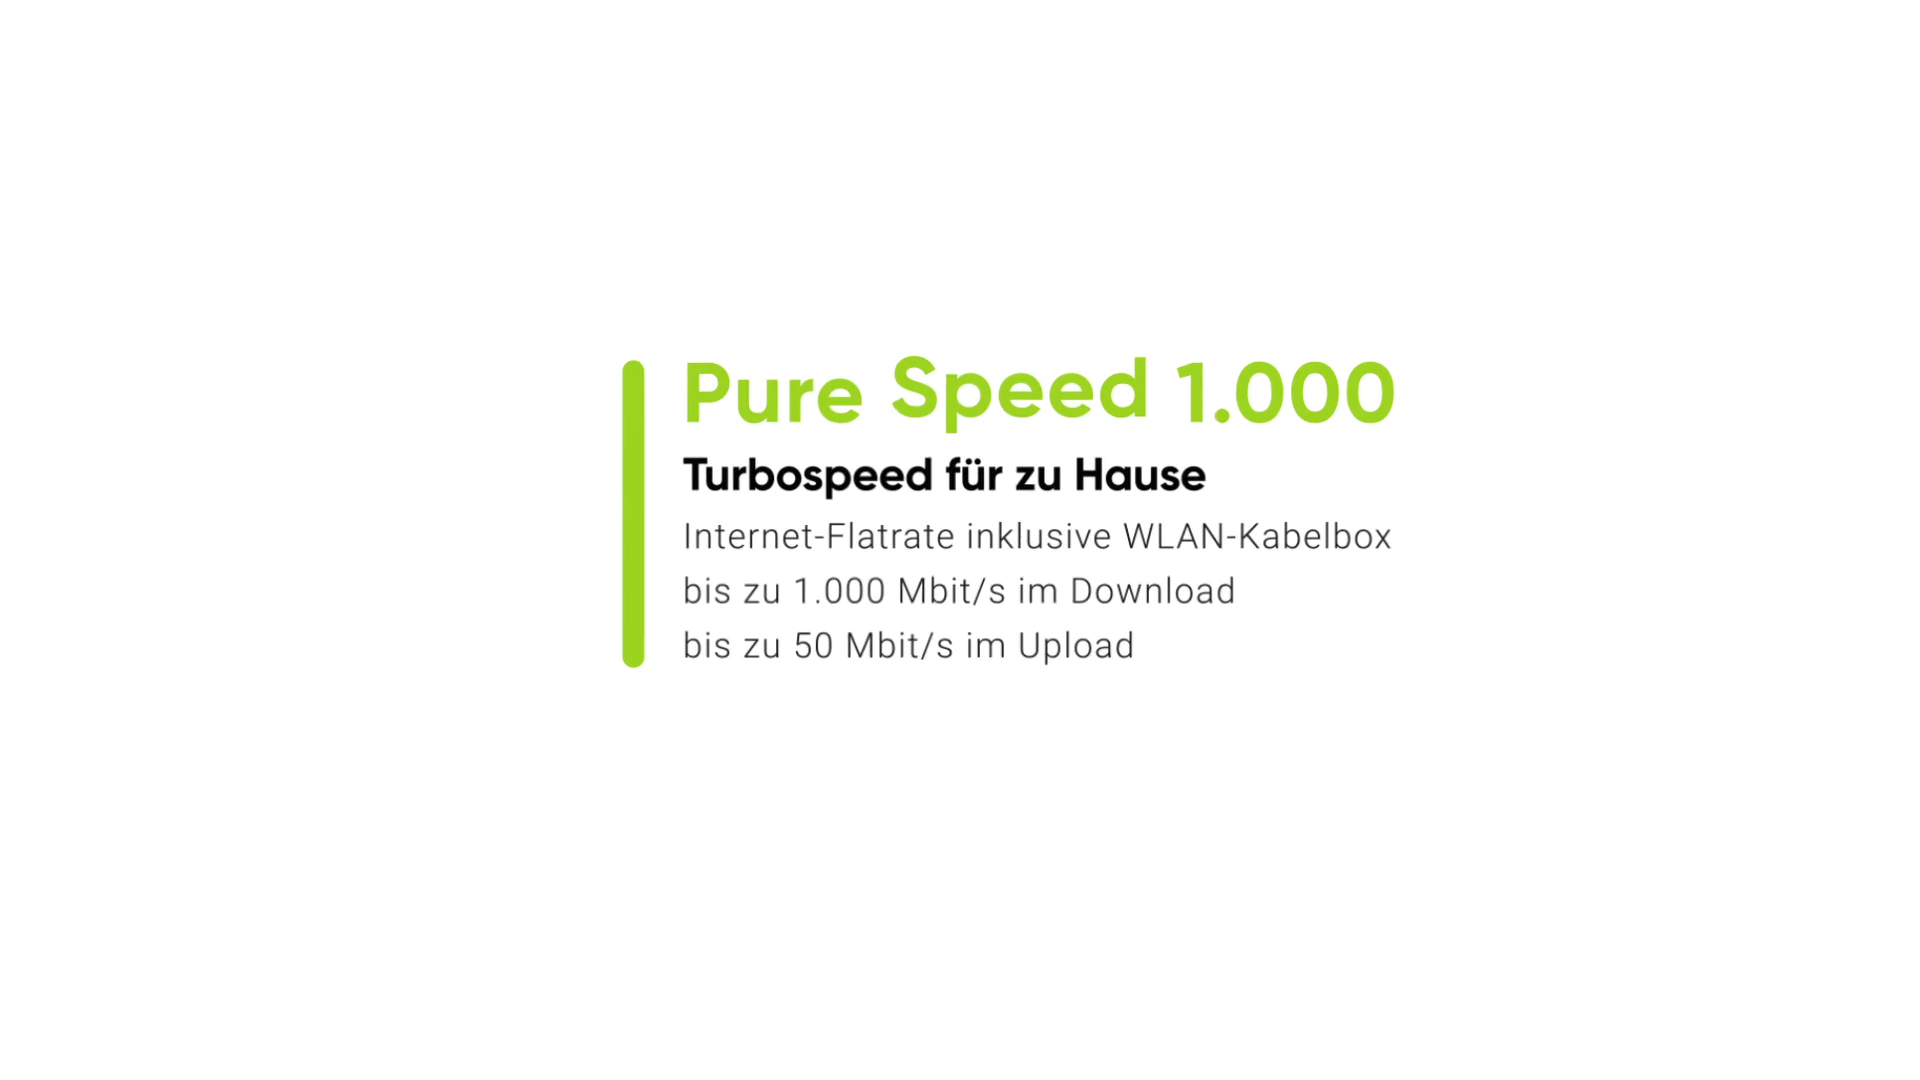 Pure Speed 1.000
Turbospeed für zu Hause
Internet-Flatrate inklusive WLAN-Kabelbox
bis zu 1.000 Mbit/s im Download
bis zu 50 Mbit/s im Upload